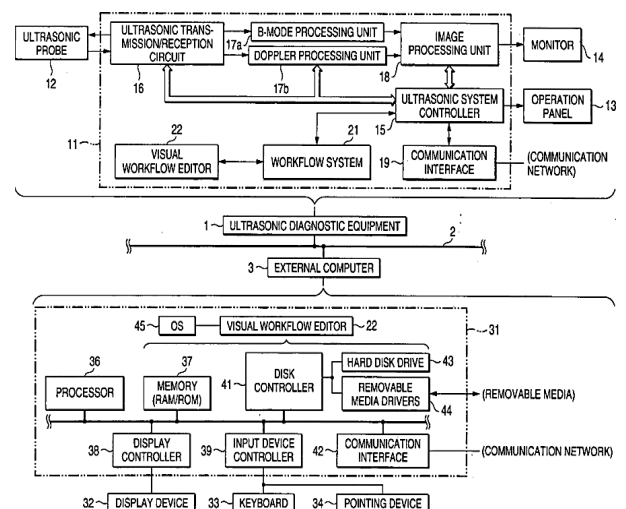 ULTRASONIC
PROBE
12
ULTRASONIC TRANS-
MISSION/RECEPTION
CIRCUIT
16
B-MODE PROCESSING UNIT
17a
DOPPLER PROCESSING UNIT
17b
IMAGE
PROCESSING UNIT
18
MONITOR
14
ULTRASONIC SYSTEM
CONTROLLER
15
OPERATION
PANEL
13
11
22
VISUAL
WORKFLOW EDITOR
21
WORKFLOW SYSTEM
19
COMMUNICATION
INTERFACE
(COMMUNICATION
NETWORK)
1
ULTRASONIC DIAGNOSTIC EQUIPMENT
2
3
EXTERNAL COMPUTER
31
45
OS
VISUAL WORKFLOW EDITOR
22
36
PROCESSOR
37
MEMORY
(RAM/ROM)
41
DISK
CONTROLLER
HARD DISK DRIVE
43
REMOVABLE
MEDIA DRIVERS
44
(REMOVABLE MEDIA)
38
DISPLAY
CONTROLLER
39
INPUT DEVICE
CONTROLLER
42
COMMUNICATION
INTERFACE
(COMMUNICATION NETWORK)
32
DISPLAY DEVICE
33
KEYBOARD
34
POINTING DEVICE